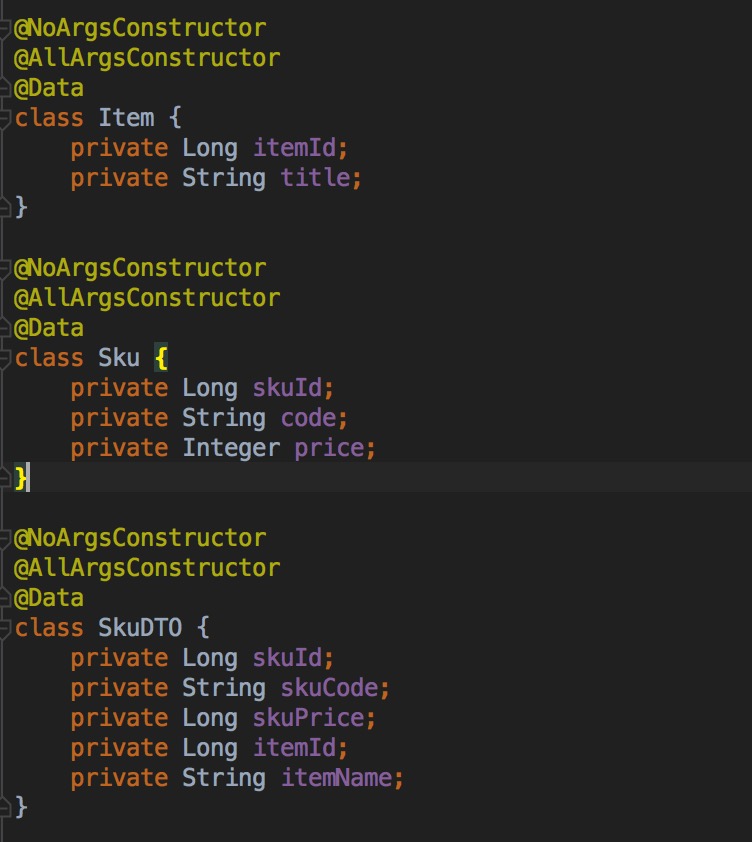 @NoArgsConstructor
@AllArgsConstructor
@Data
class Item {
    private Long itemId;
    private String title;
}
@NoArgsConstructor
@AllArgsConstructor
@Data
class Sku {
    private Long skuId;
    private String code;
    private Integer price;
}
@NoArgsConstructor
@AllArgsConstructor
@Data
class SkuDTO {
    private Long skuId;
    private String skuCode;
    private Long skuPrice;
    private Long itemId;
    private String itemName;
}